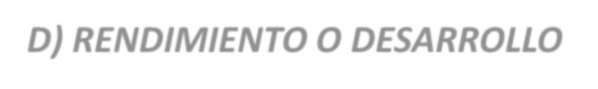 D) RENDIMIENTO O DESARROLLO